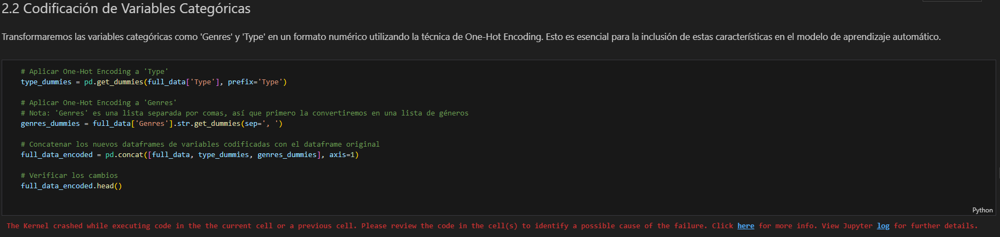 2.2 Codificación de Variables Categóricas
Transformaremos las variables categóricas como 'Genres' y 'Type' en un formato numérico utilizando la técnica de One-Hot Encoding. Esto es esencial para la inclusión de estas características en el modelo de aprendizaje automático.
# Aplicar One-Hot Encoding a 'Type'
type_dummies = pd.get_dummies(full_data['Type'], prefix='Type')
# Aplicar One-Hot Encoding a 'Genres'
# Nota: 'Genres' es una lista separada por comas, así que primero la convertiremos en una lista de géneros
genres_dummies = full_data['Genres'].str.get_dummies(sep=', ')
# Concatenar los nuevos dataframes de variables codificadas con el dataframe original
full_data_encoded = pd.concat([full_data, type_dummies, genres_dummies], axis=1)
# Verificar los cambios
full_data_encoded.head()
Python
The Kernel crashed while executing code in the the current cell or a previous cell. Please review the code in the cell(s) to identify a possible cause of the failure. Click here for more info. View Jupyter log for further details.